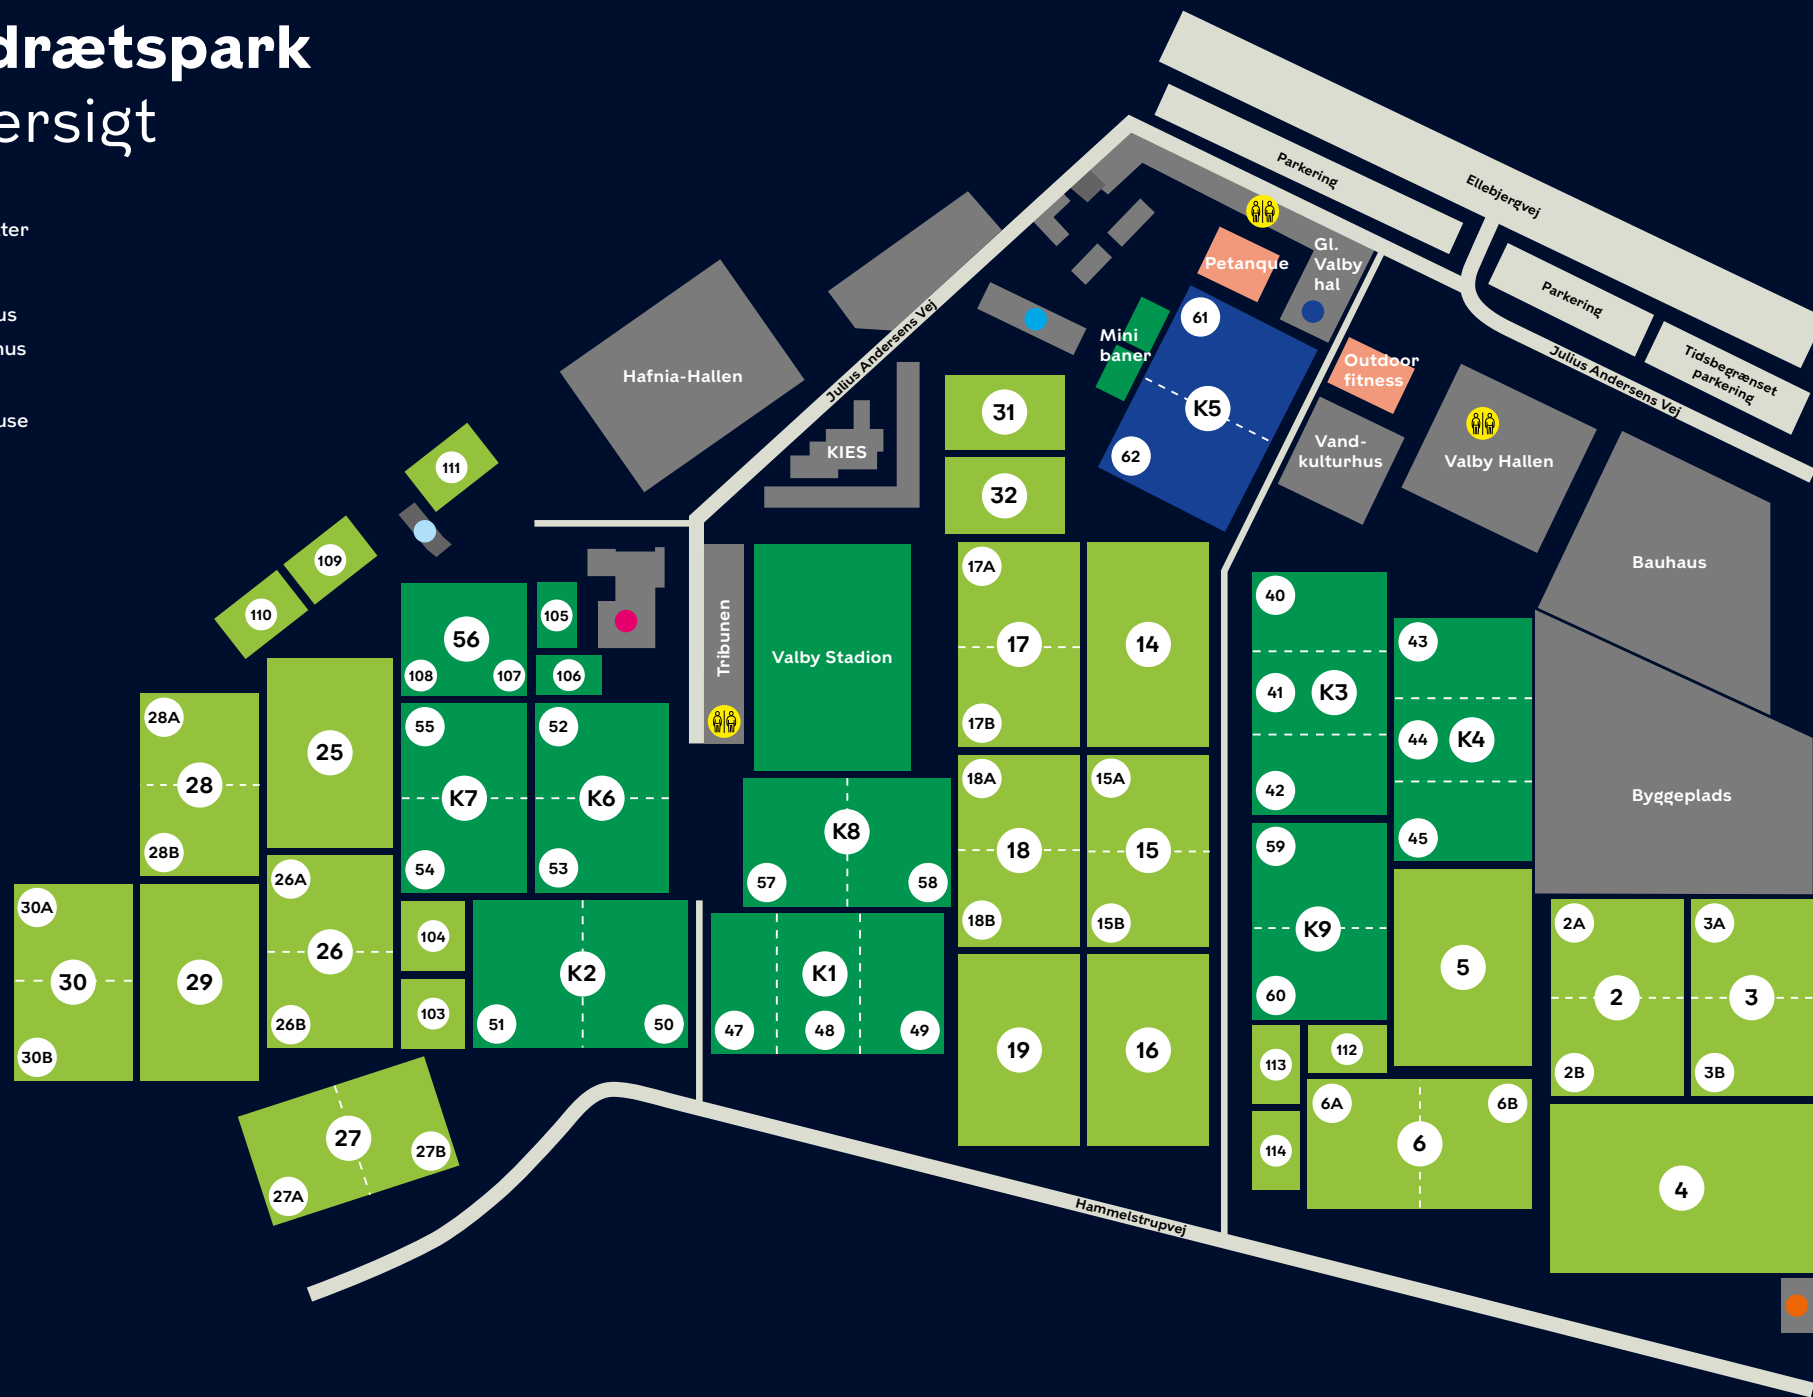 drætspark
ersigt
ter
us
hus
use
Parkering
Ellebjergvej
Gl.
Valby
hal
Petanque
Parkering
Tidsbegrænset
parkering
Julius Andersens Vej
Julius Andersens Vej
Mini
baner
61
K5
62
Outdoor
fitness
Vand-
kulturhus
Valby Hallen
Bauhaus
Byggeplads
Hafnia-Hallen
KIES
31
32
111
109
110
56
108
107
105
106
Tribunen
Valby Stadion
17A
17
17B
14
40
41
K3
42
43
44
K4
45
28A
28
28B
25
55
K7
54
52
K6
53
K8
57
58
18A
18
18B
15A
15
15B
59
K9
60
5
2A
2
2B
3A
3
3B
30A
30
30B
29
26A
26
26B
104
103
K2
51
50
K1
47
48
49
19
16
113
112
114
6A
6
6B
4
27
27A
27B
Hammelstrupvej